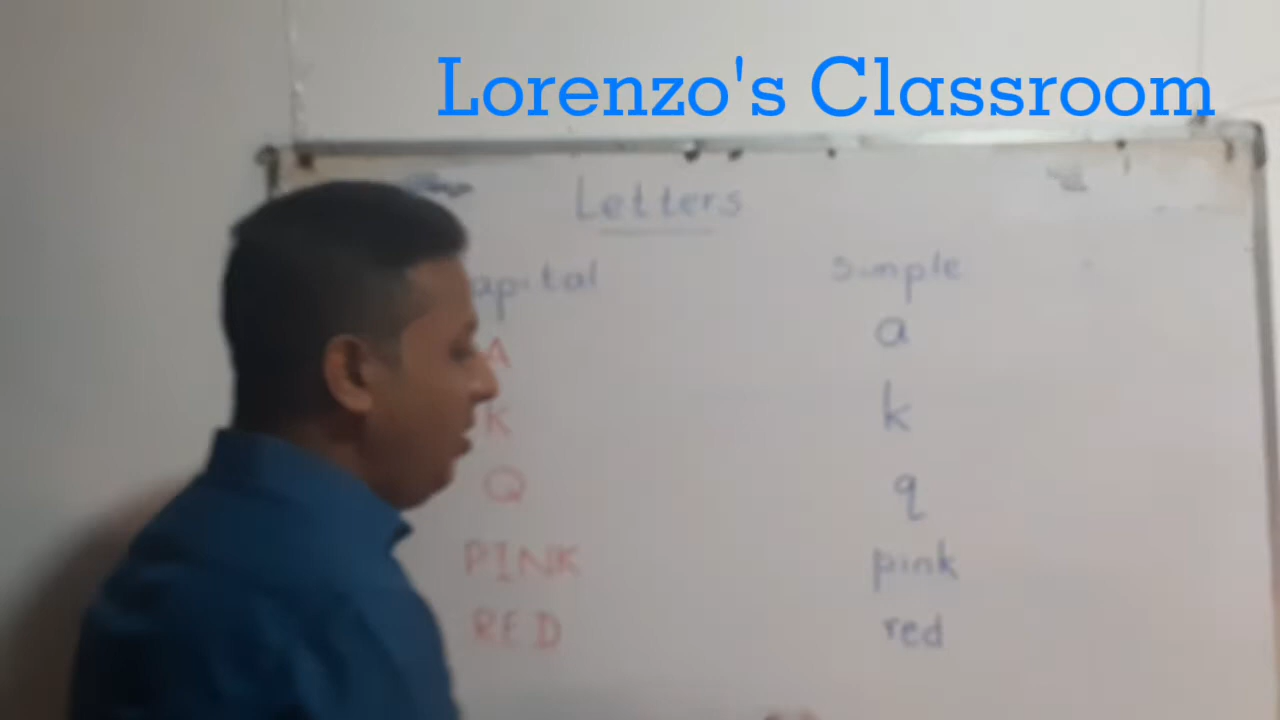 Lorenzo's Classroom
Letters
apital simple
A a
K k
Q q
PINK pink
RED red